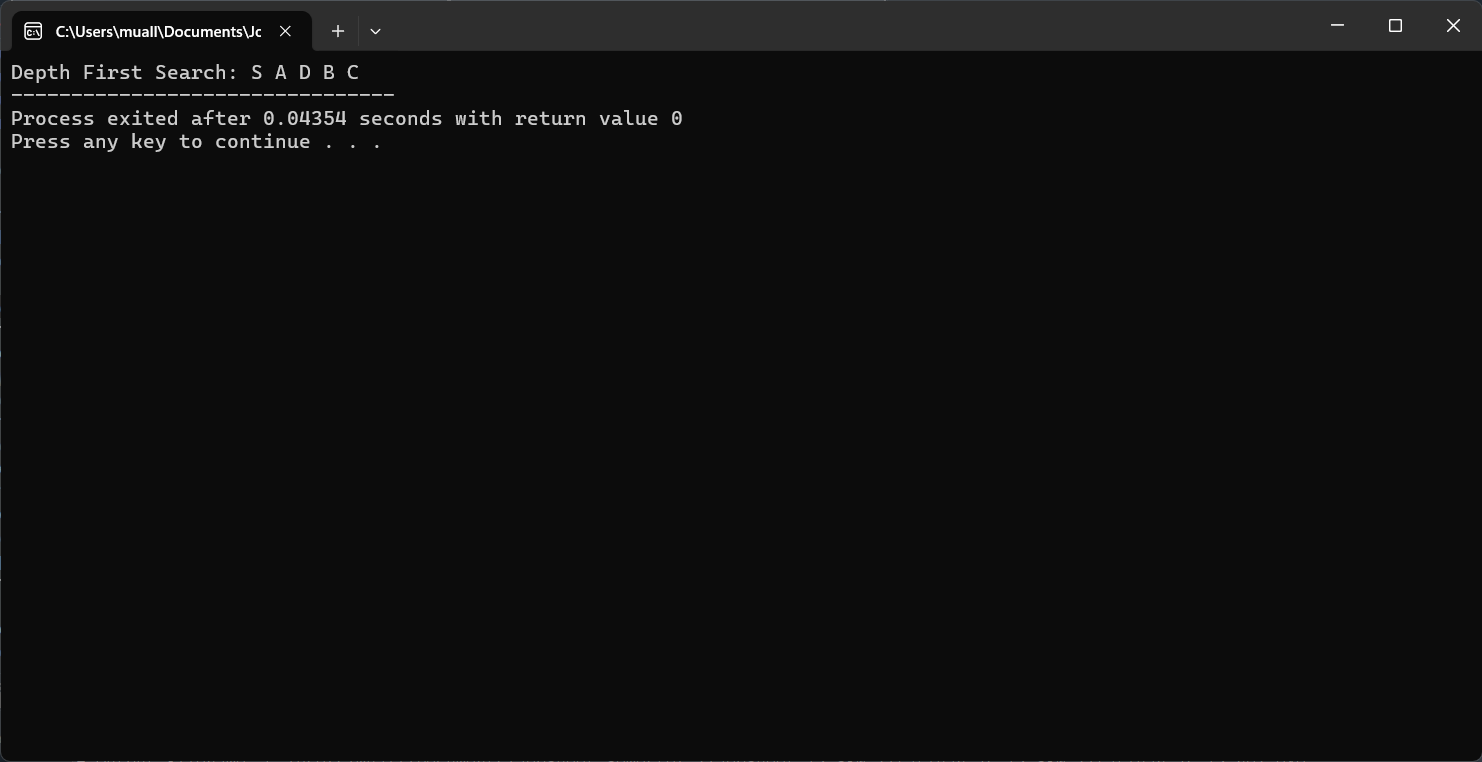 C:\Users\muall\Documents\Jc
Depth First Search: S A D B C
--------------------------------
Process exited after 0.04354 seconds with return value 0
Press any key to continue . . .